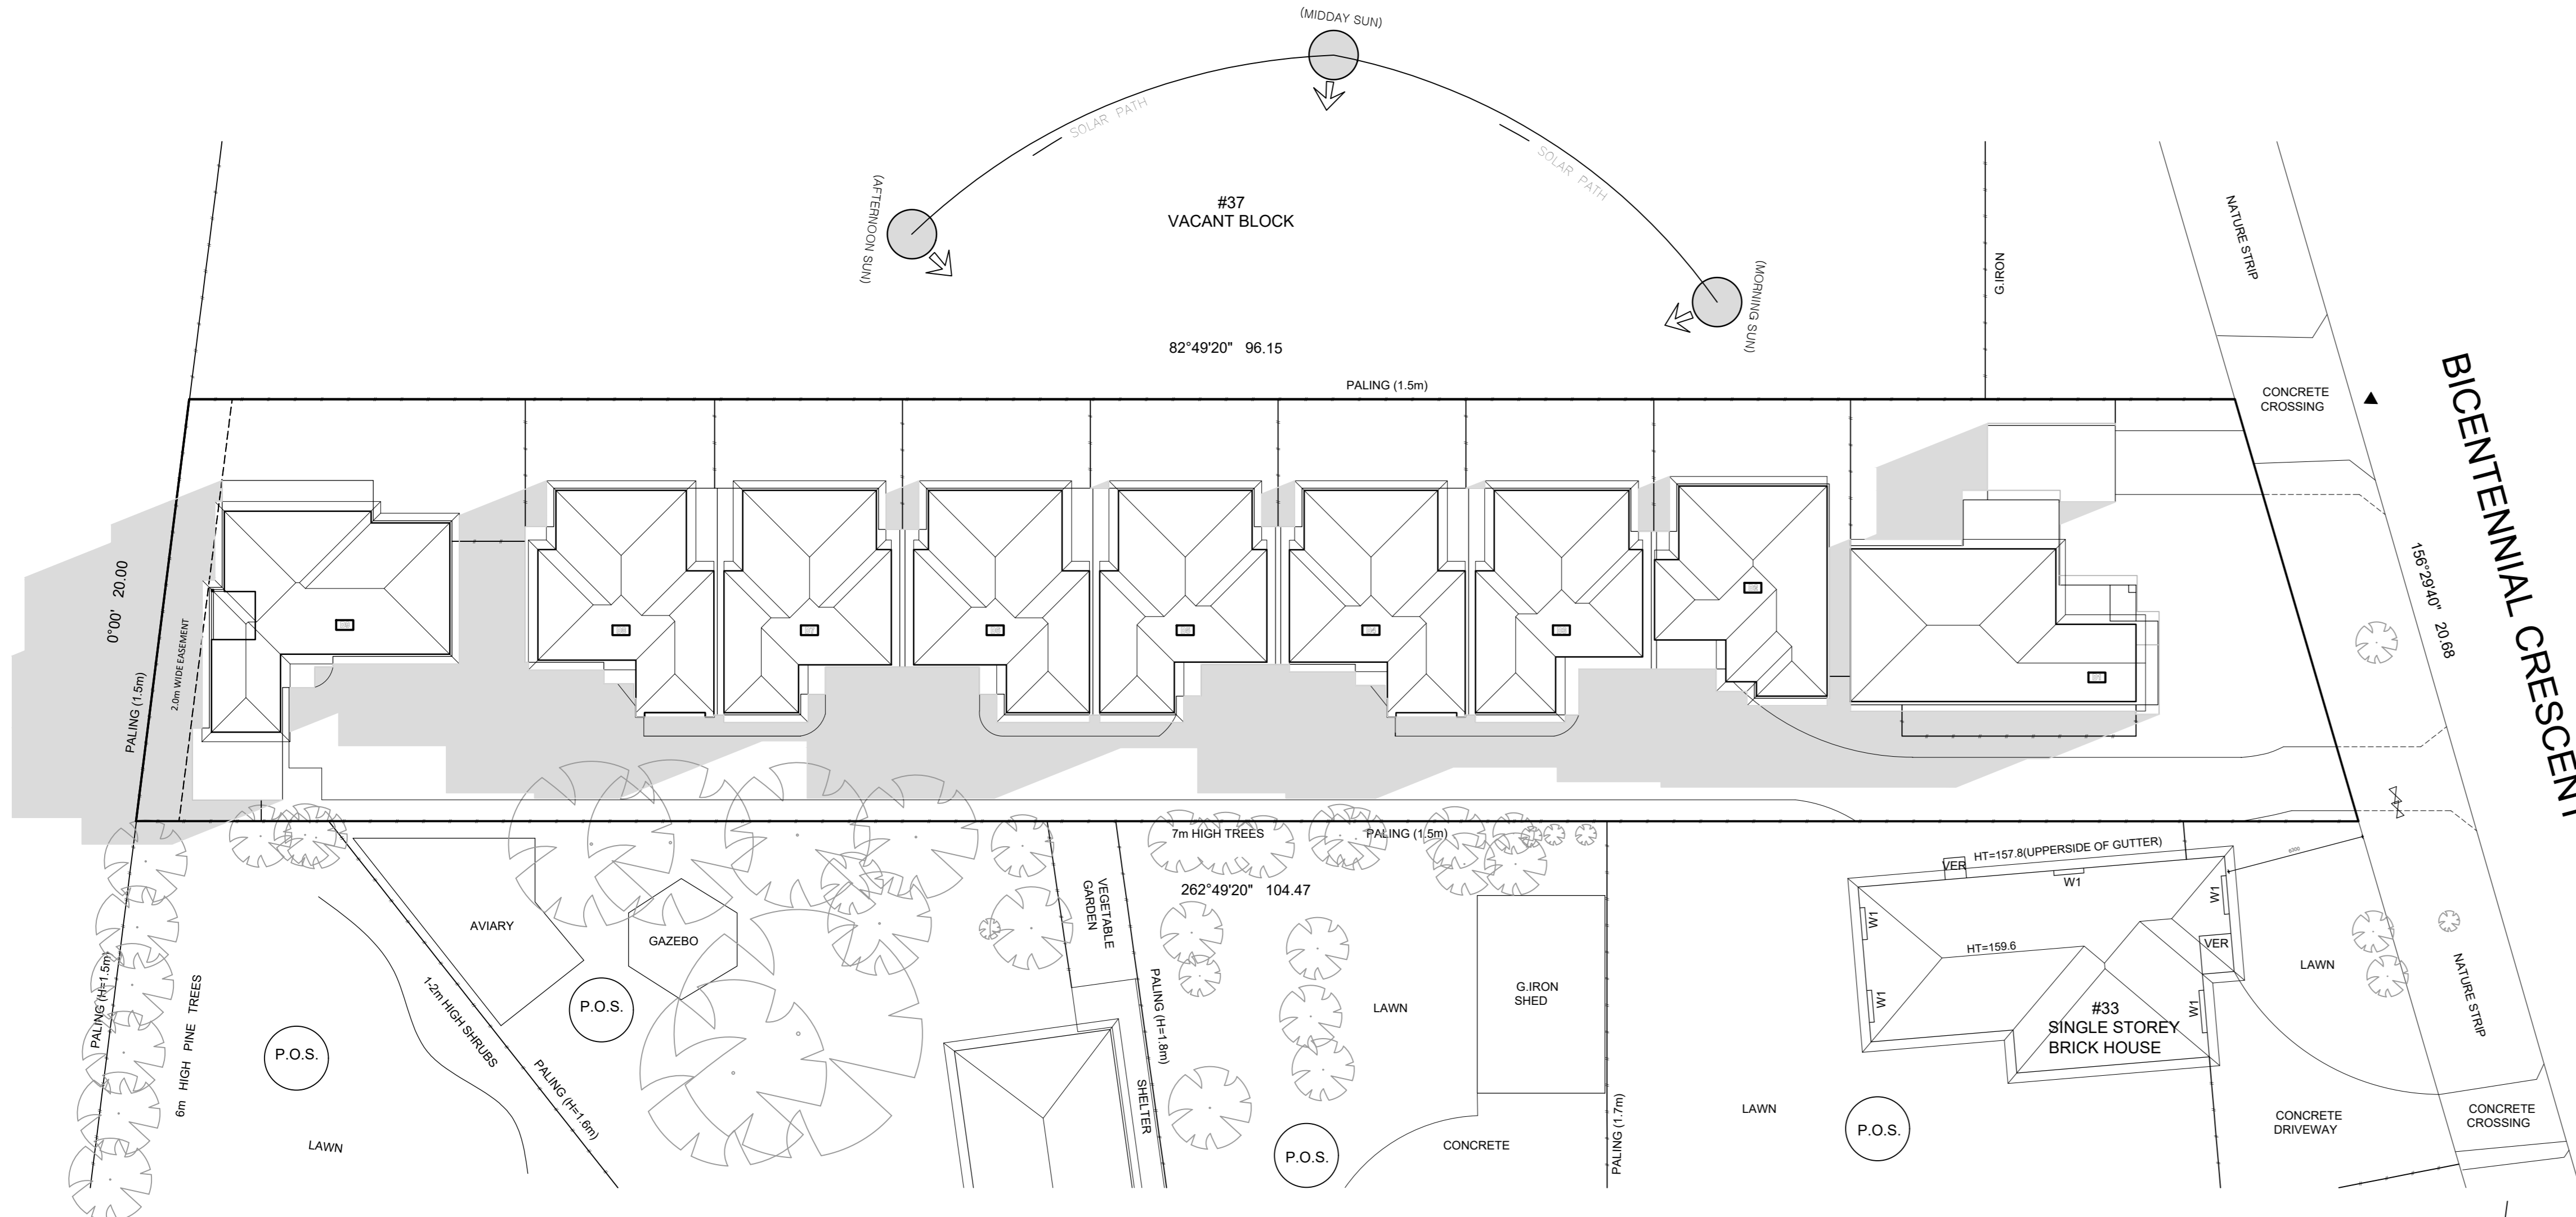 (MIDDAY SUN)
SOLAR PATH
SOLAR PATH
(AFTERNOON SUN)
(MORNING SUN)
#37
VACANT BLOCK
G.IRON
NATURE STRIP
82°49'20" 96.15
PALING (1.5m)
CONCRETE
CROSSING
BICENTENNIAL CRESCENT
156°29'40" 20.68
0°00' 20.00
PALING (1.5m)
2.0m WIDE EASEMENT
7m HIGH TREES
PALING (1.5m)
262°49'20" 104.47
HT=157.8(UPPERSIDE OF GUTTER)
VER
W1
W1
W1
W1
W1
VER
HT=159.6
#33
SINGLE STOREY
BRICK HOUSE
LAWN
NATURE STRIP
AVIARY
GAZEBO
VEGETABLE
GARDEN
PALING (H=1.5m)
6m HIGH PINE TREES
P.O.S.
1-2m HIGH SHRUBS
PALING (H=1.6m)
P.O.S.
PALING (H=1.8m)
SHELTER
LAWN
G.IRON
SHED
PALING (1.7m)
LAWN
P.O.S.
CONCRETE
P.O.S.
LAWN
CONCRETE
DRIVEWAY
CONCRETE
CROSSING